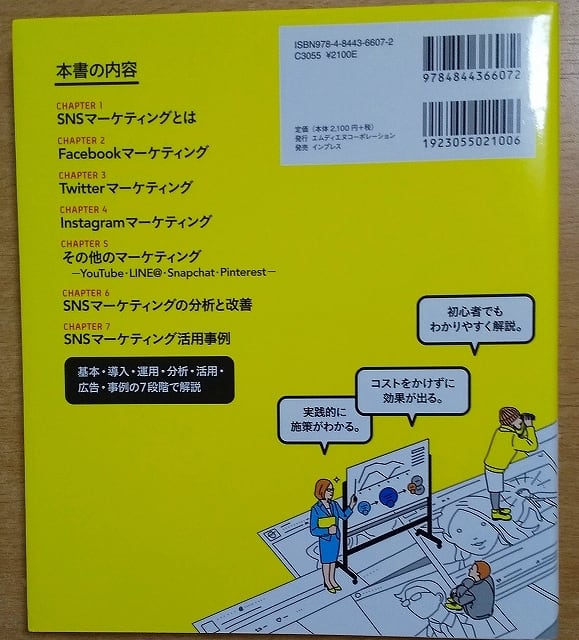 ISBN978-4-8443-6607-2
C3055 ¥2100E
9784844366072
定価（本体 2,100円+税）
発行 エムディエヌコーポレーション
発売 インプレス
1923055021006
本書の内容
CHAPTER 1
SNSマーケティングとは
CHAPTER 2
Facebookマーケティング
CHAPTER 3
Twitterマーケティング
CHAPTER 4
Instagramマーケティング
CHAPTER 5
その他のマーケティング
―YouTube・LINE@・Snapchat・Pinterest―
CHAPTER 6
SNSマーケティングの分析と改善
CHAPTER 7
SNSマーケティング活用事例
基本・導入・運用・分析・活用・
広告・事例の7段階で解説
初心者でも
わかりやすく解説。
コストをかけずに
効果が出る。
実践的に
施策がわかる。